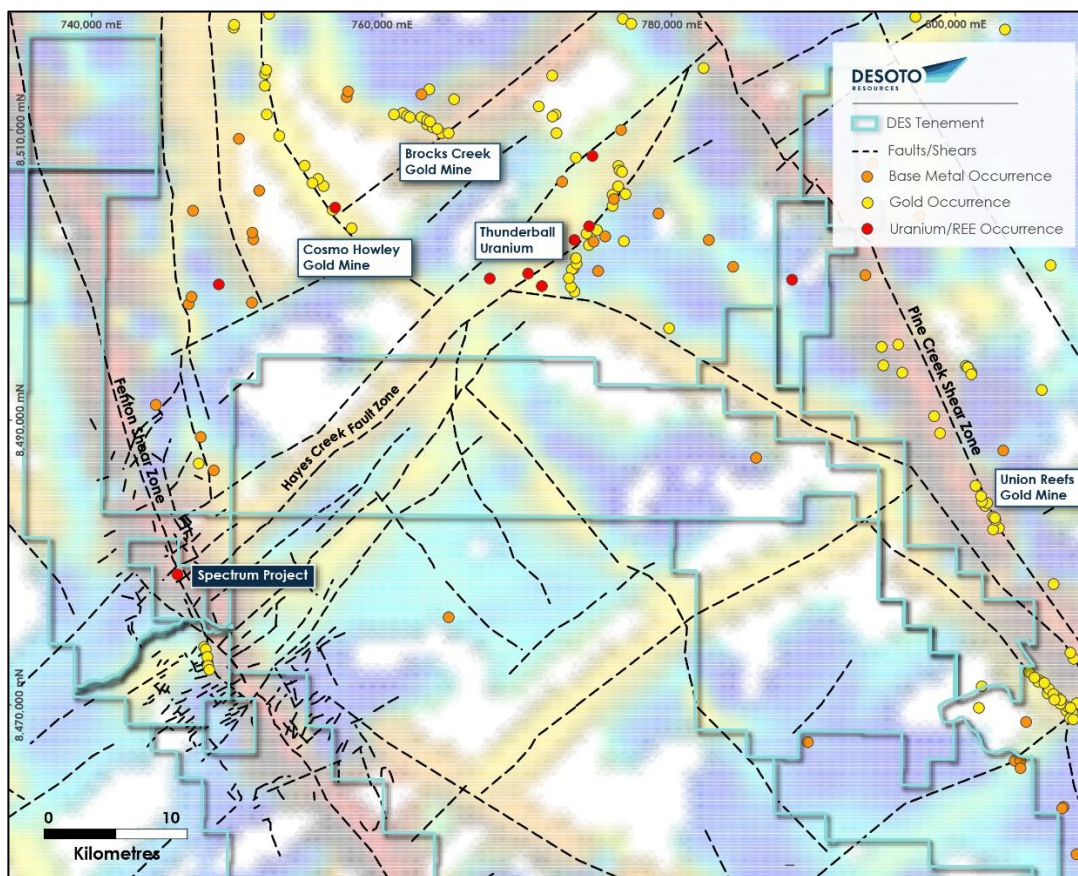 740,000 mE
760,000 mE
780,000 mE
800,000 mE
8,510,000 mN
8,490,000 mN
8,470,000 mN
DESOTO
RESOURCES
DES Tenement
Faults/Shears
Base Metal Occurrence
Gold Occurrence
Uranium/REE Occurrence
Brocks Creek
Gold Mine
Cosmo Howley
Gold Mine
Thunderball
Uranium
Pine Creek Shear Zone
Fenton Shear Zone
Hayes Creek Fault Zone
Union Reefs
Gold Mine
Spectrum Project
0 10
Kilometres